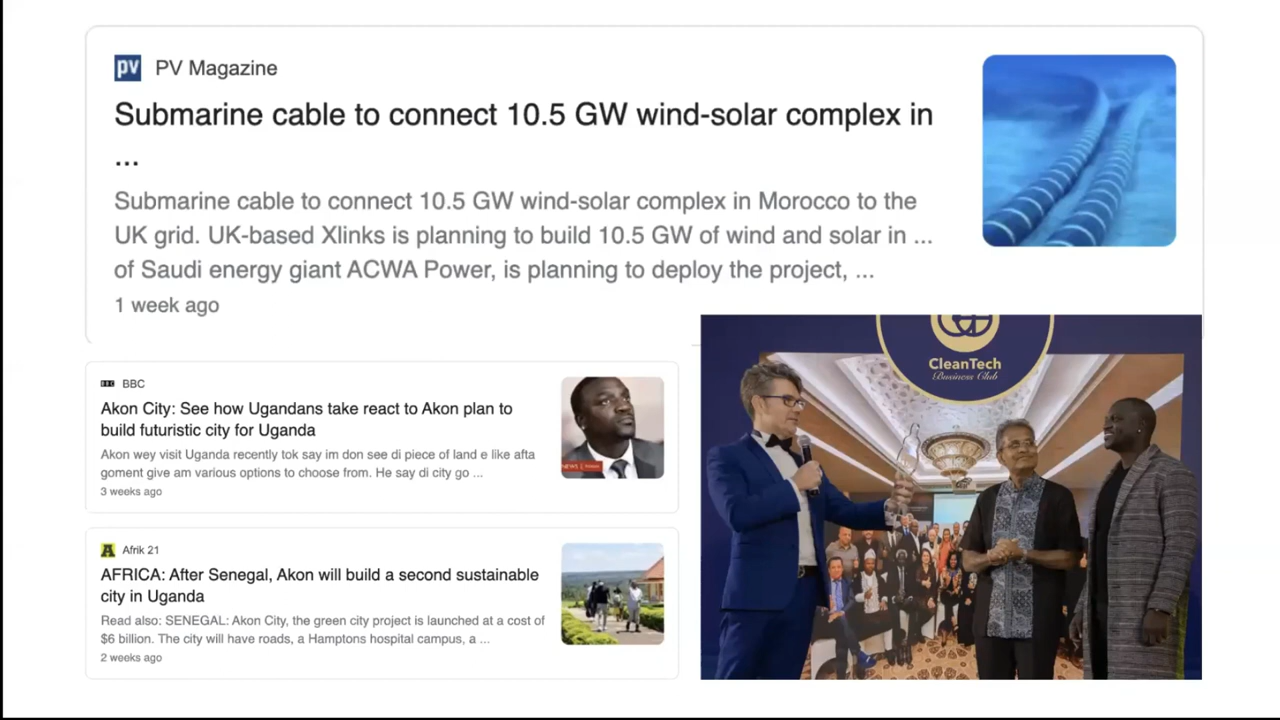 pv PV Magazine
Submarine cable to connect 10.5 GW wind-solar complex in
...
Submarine cable to connect 10.5 GW wind-solar complex in Morocco to the
UK grid. UK-based Xlinks is planning to build 10.5 GW of wind and solar in ...
of Saudi energy giant ACWA Power, is planning to deploy the project, ...
1 week ago
BBC BBC
Akon City: See how Ugandans take react to Akon plan to
build futuristic city for Uganda
Akon wey visit Uganda recently tok say im don see di piece of land e like afta
goment give am various options to choose from. He say di city go ...
3 weeks ago
NEWS
A Afrik 21
AFRICA: After Senegal, Akon will build a second sustainable
city in Uganda
Read also: SENEGAL: Akon City, the green city project is launched at a cost of
$6 billion. The city will have roads, a Hamptons hospital campus, a ...
2 weeks ago
CleanTech
Business Club